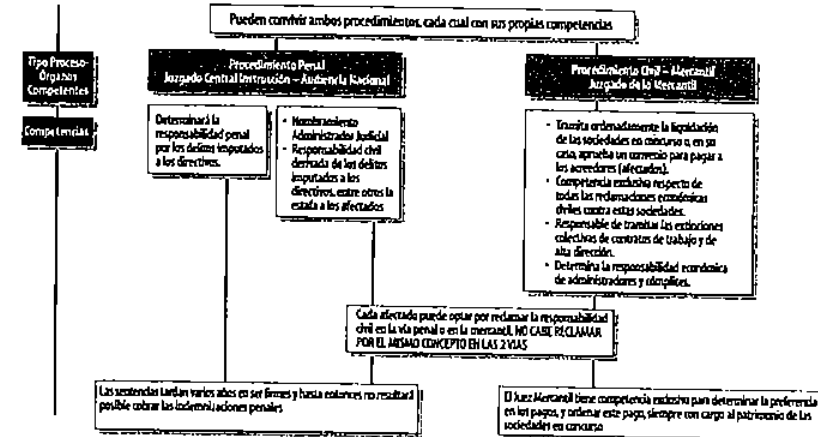 Pueden convivir ambos procedimientos, cada cual con sus propias competencias
Tipo Proceso-
Órganos
Competentes
Procedimiento Penal
Juzgado Central Instrucción – Audiencia Nacional
Procedimiento Civil – Mercantil
Juzgado de lo Mercantil
Competencias
Determinará la
responsabilidad penal
por los delitos imputados
a los directivos.
• Nombramiento
Administrador Judicial
• Responsabilidad civil
derivada de los delitos
imputados a los
directivos, entre otros la
estafa a los afectados
• Tramita ordenadamente la liquidación
de las sociedades en concurso o, en su
caso, aprueba un convenio para pagar a
los acreedores (afectados).
• Competencia exclusiva respecto de
todas las reclamaciones económicas
civiles contra estas sociedades.
• Responsable de tramitar las extinciones
colectivas de contratos de trabajo y de
alta dirección.
• Determina la responsabilidad económica
de administradores y cómplices.
Cada afectado puede optar por reclamar la responsabilidad
civil en la vía penal o en la mercantil. NO CABE RECLAMAR
POR EL MISMO CONCEPTO EN LAS 2 VIAS
Las sentencias tardan varios años en ser firmes y hasta entonces no resultará
posible cobrar las indemnizaciones penales
El Juez Mercantil tiene competencia exclusiva para determinar la preferencia
en los pagos, y ordenar este pago, siempre con cargo al patrimonio de las
sociedades en concurso